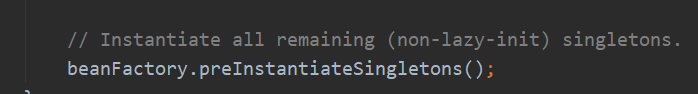 // Instantiate all remaining (non-lazy-init) singletons.
beanFactory.preInstantiateSingletons();
}